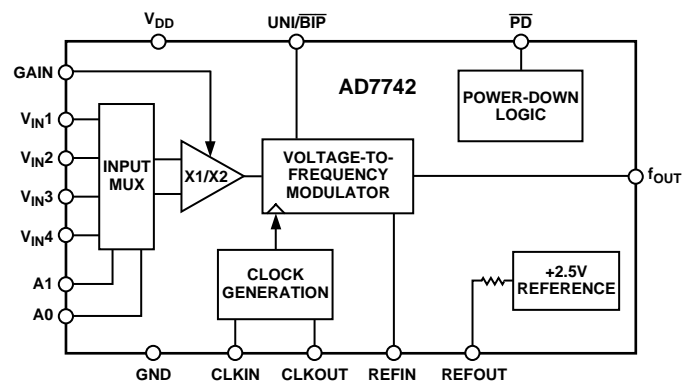 VDD
UNI/BIP
PD
GAIN
AD7742
POWER-DOWN
LOGIC
VIN1
VIN2
VIN3
VIN4
INPUT
MUX
X1/X2
VOLTAGE-TO-
FREQUENCY
MODULATOR
fOUT
A1
A0
CLOCK
GENERATION
+2.5V
REFERENCE
GND
CLKIN
CLKOUT
REFIN
REFOUT